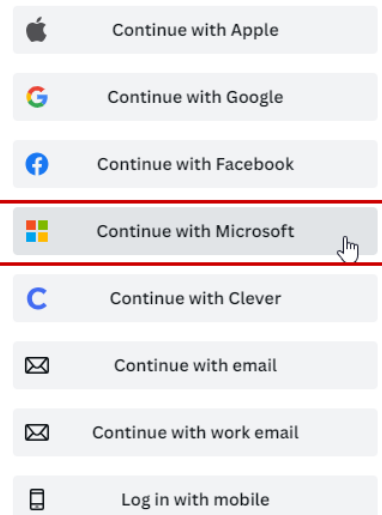 Continue with Apple
Continue with Google
Continue with Facebook
Continue with Microsoft
Continue with Clever
Continue with email
Continue with work email
Log in with mobile